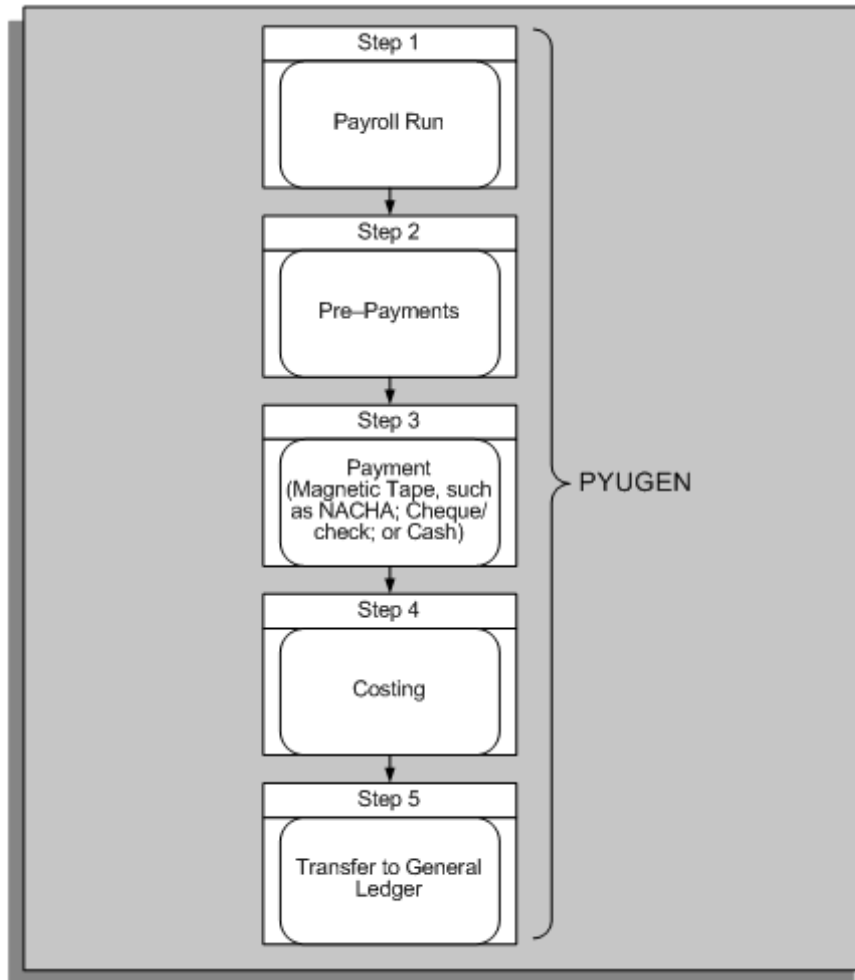 Step 1
Payroll Run
Step 2
Pre–Payments
Step 3
Payment
(Magnetic Tape, such
as NACHA; Cheque/
check; or Cash)
PYUGEN
Step 4
Costing
Step 5
Transfer to General
Ledger